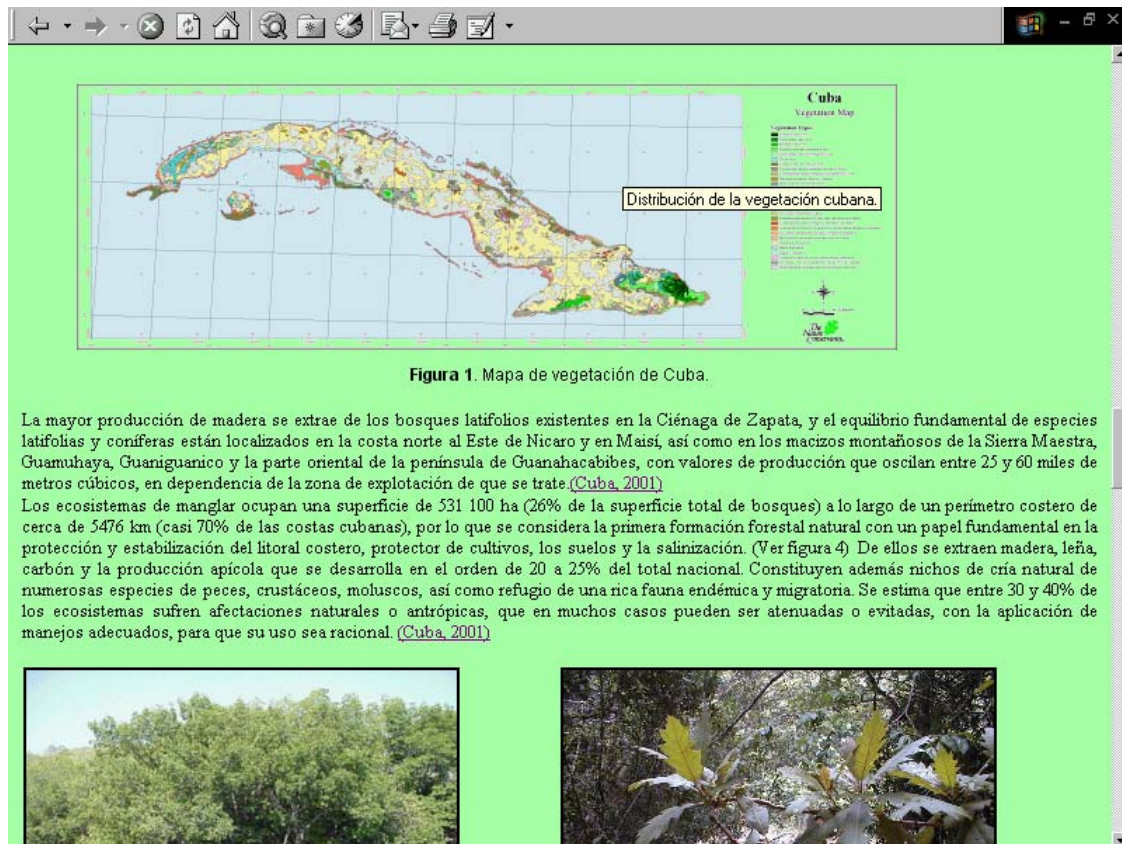 Cuba
Vegetation Map
Vegetation Types
Distribución de la vegetación cubana.
The
Nature
Conservancy
Figura 1. Mapa de vegetación de Cuba.
La mayor producción de madera se extrae de los bosques latifolios existentes en la Ciénaga de Zapata, y el equilibrio fundamental de especies
latifolias y coníferas están localizados en la costa norte al Este de Nicaro y en Maisí, así como en los macizos montañosos de la Sierra Maestra,
Guamuhaya, Guaniguanico y la parte oriental de la península de Guanahacabibes, con valores de producción que oscilan entre 25 y 60 miles de
metros cúbicos, en dependencia de la zona de explotación de que se trate.(Cuba, 2001)
Los ecosistemas de manglar ocupan una superficie de 531 100 ha (26% de la superficie total de bosques) a lo largo de un perímetro costero de
cerca de 5476 km (casi 70% de las costas cubanas), por lo que se considera la primera formación forestal natural con un papel fundamental en la
protección y estabilización del litoral costero, protector de cultivos, los suelos y la salinización. (Ver figura 4) De ellos se extraen madera, leña,
carbón y la producción apícola que se desarrolla en el orden de 20 a 25% del total nacional. Constituyen además nichos de cría natural de
numerosas especies de peces, crustáceos, moluscos, así como refugio de una rica fauna endémica y migratoria. Se estima que entre 30 y 40% de
los ecosistemas sufren afectaciones naturales o antrópicas, que en muchos casos pueden ser atenuadas o evitadas, con la aplicación de
manejos adecuados, para que su uso sea racional. (Cuba, 2001)